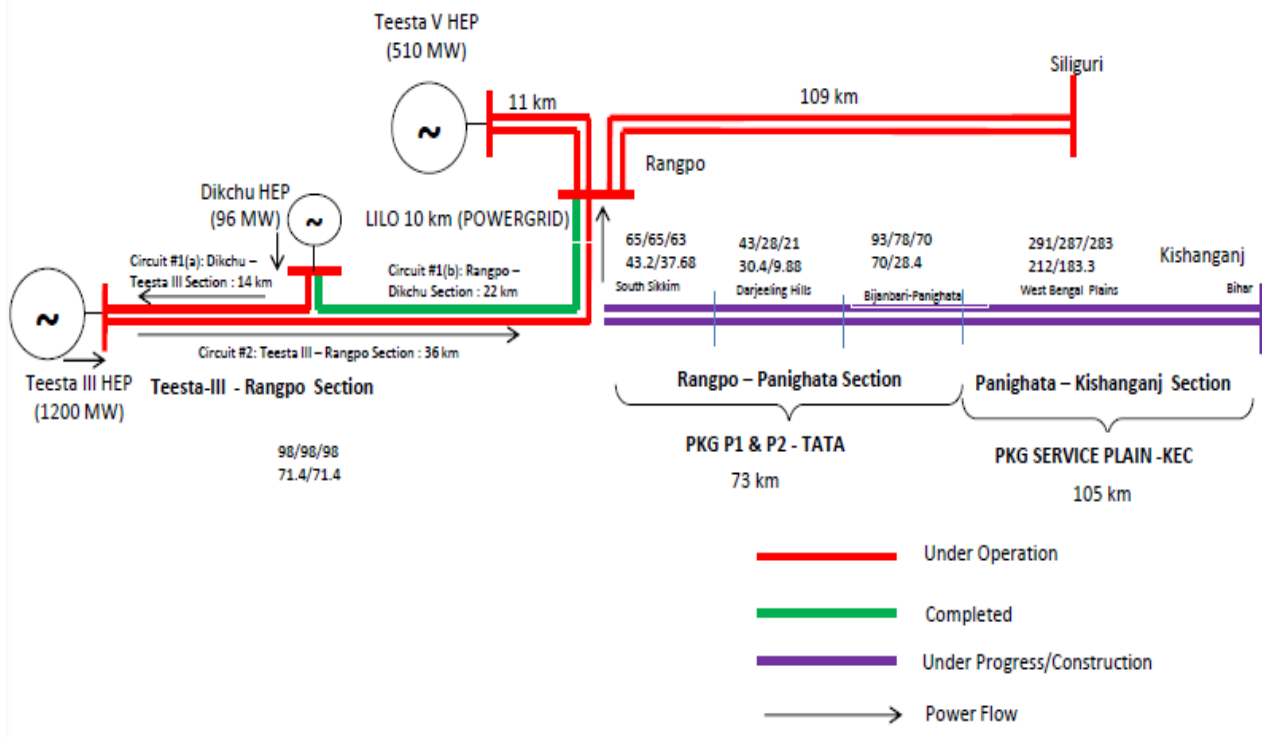 Teesta V HEP
(510 MW)
~
11 km
109 km
Siliguri
Rangpo
Dikchu HEP
(96 MW)
~
LILO 10 km (POWERGRID)
Circuit #1(a): Dikchu –
Teesta III Section : 14 km
Circuit #1(b): Rangpo –
Dikchu Section : 22 km
~
Circuit #2: Teesta III – Rangpo Section : 36 km
Teesta III HEP
(1200 MW)
Teesta-III - Rangpo Section
98/98/98
71.4/71.4
65/65/63
43.2/37.68
South Sikkim
43/28/21
30.4/9.88
Darjeeling Hills
93/78/70
70/28.4
Bijanbari-Panighata
291/287/283
212/183.3
West Bengal Plains
Kishanganj
Bihar
Rangpo – Panighata Section
PKG P1 & P2 - TATA
73 km
Panighata – Kishanganj Section
PKG SERVICE PLAIN -KEC
105 km
Under Operation
Completed
Under Progress/Construction
Power Flow